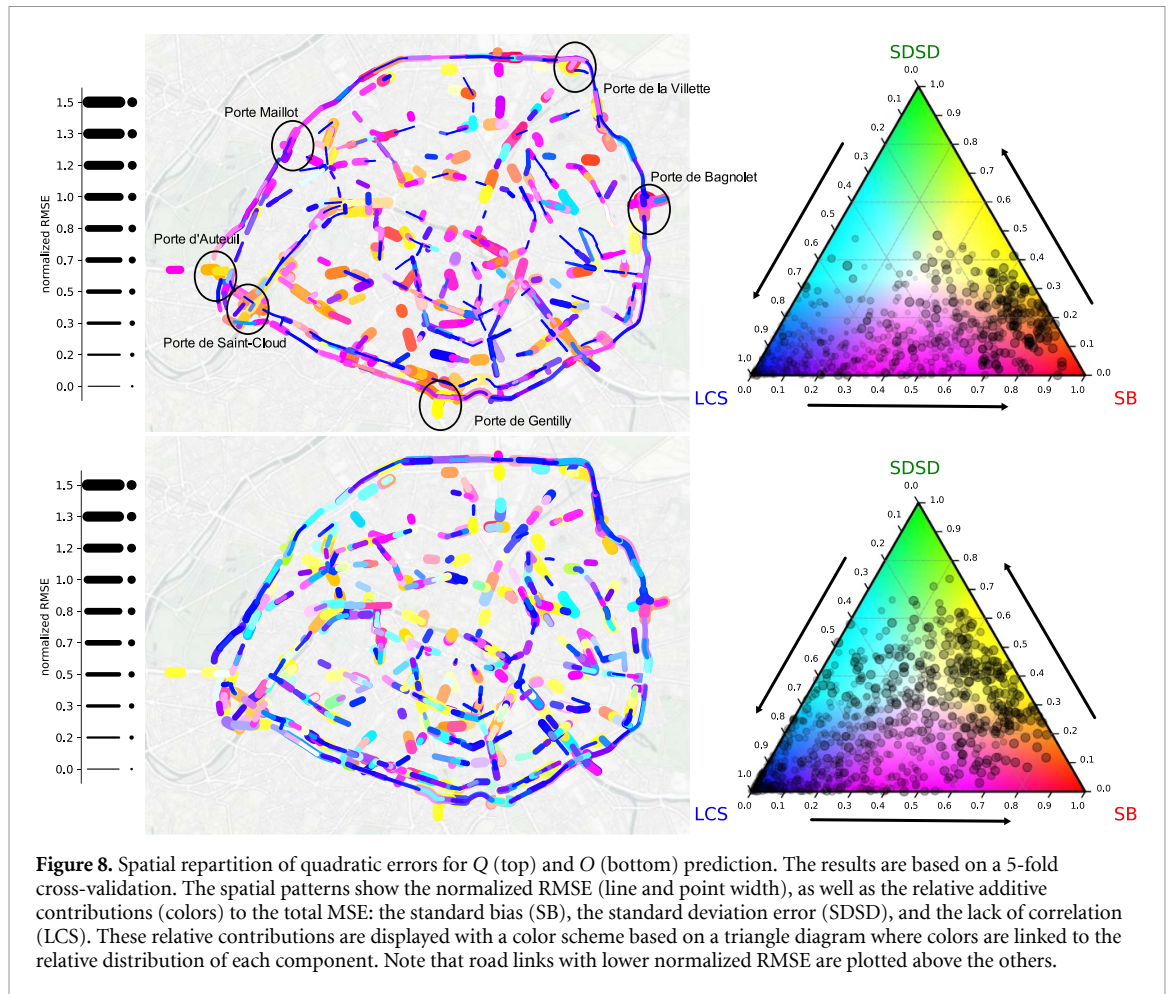 Porte de la Villette
Porte Maillot
Porte de Bagnolet
Porte d'Auteuil
Porte de Saint-Cloud
Porte de Gentilly
normalized RMSE
1.5
1.3
1.2
1.0
0.8
0.7
0.5
0.3
0.2
0.0
SDSD
0.0 1.0
0.1 0.9
0.2 0.8
0.3 0.7
0.4 0.6
0.5 0.5
0.6 0.4
0.7 0.3
0.8 0.2
0.9 0.1
1.0 0.0
0.0 0.1 0.2 0.3 0.4 0.5 0.6 0.7 0.8 0.9 1.0
LCS SB
normalized RMSE
1.5
1.3
1.2
1.0
0.8
0.7
0.5
0.3
0.2
0.0
SDSD
0.0 1.0
0.1 0.9
0.2 0.8
0.3 0.7
0.4 0.6
0.5 0.5
0.6 0.4
0.7 0.3
0.8 0.2
0.9 0.1
1.0 0.0
0.0 0.1 0.2 0.3 0.4 0.5 0.6 0.7 0.8 0.9 1.0
LCS SB
Figure 8. Spatial repartition of quadratic errors for Q (top) and O (bottom) prediction. The results are based on a 5-fold
cross-validation. The spatial patterns show the normalized RMSE (line and point width), as well as the relative additive
contributions (colors) to the total MSE: the standard bias (SB), the standard deviation error (SDSD), and the lack of correlation
(LCS). These relative contributions are displayed with a color scheme based on a triangle diagram where colors are linked to the
relative distribution of each component. Note that road links with lower normalized RMSE are plotted above the others.